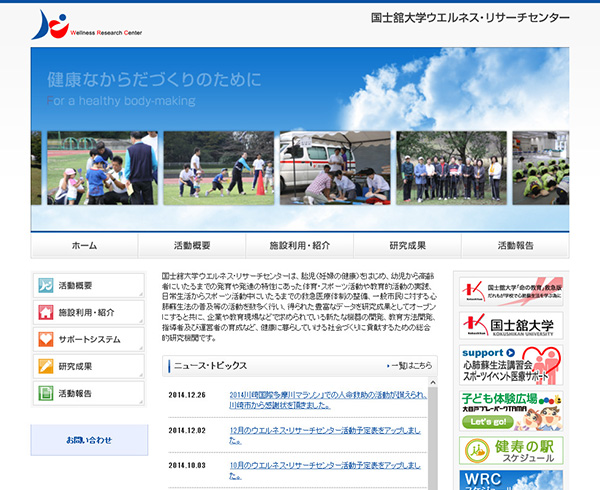 Wellness Research Center
国士舘大学ウエルネス・リサーチセンター
健康なからだづくりのために
For a healthy body-making
ホーム
活動概要
施設利用・紹介
研究成果
活動報告
活動概要
施設利用・紹介
サポートシステム
研究成果
活動報告
お問い合わせ
国士舘大学ウエルネス・リサーチセンターは、胎児(妊婦の健康)をはじめ、幼児から高齢
者にいたるまでの発育や発達の特性にあった体育・スポーツ活動や教育的活動の実践、
日常生活からスポーツ活動中にいたるまでの救急医療体制の整備、一般市民に対する心
肺蘇生法の普及等の活動を数多く行い、得られた豊富なデータを研究成果としてオープン
にすると共に、企業や教育現場などで求められている新たな機器の開発、教育方法開発、
指導者及び運営者の育成など、健康に暮らしていける社会づくりに貢献するための総合
的研究機関です。
ニュース・トピックス
一覧はこちら
2014.12.26
2014川崎国際多摩川マラソンでの人命救助の活動が讃えられ、
川崎市から感謝状を頂きました。
2014.12.02
12月のウエルネス・リサーチセンター活動予定表をアップしまし
た。
2014.10.03
10月のウエルネス・リサーチセンター活動予定表をアップしまし
た。
国士舘大学「命の教育」救急版
だれもが学校で心肺蘇生法を学ぶ為に
国士舘大学
KOKUSHIKAN UNIVERSITY
support
心肺蘇生法講習会
スポーツイベント医療サポート
子ども体験広場
Let's go!
健寿の駅
スケジュール
WRC
スケジュール